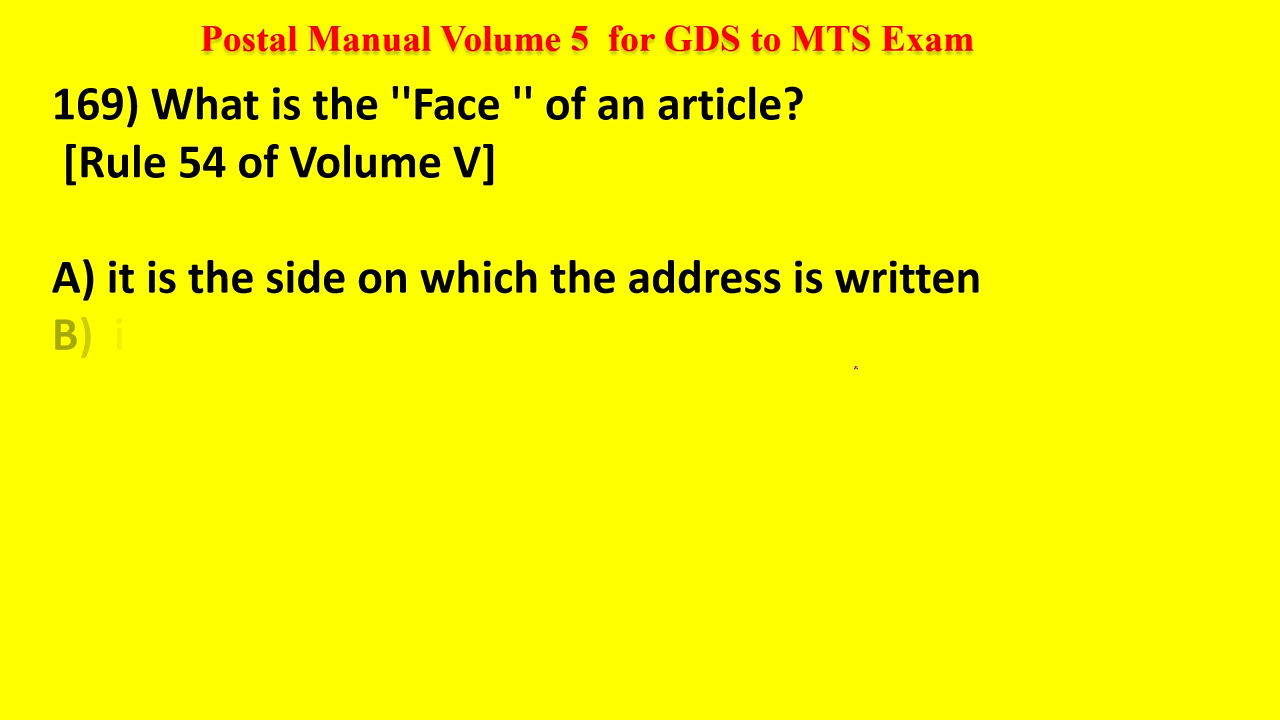 Postal Manual Volume 5 for GDS to MTS Exam
169) What is the ''Face '' of an article?
[Rule 54 of Volume V]
A) it is the side on which the address is written
B) i